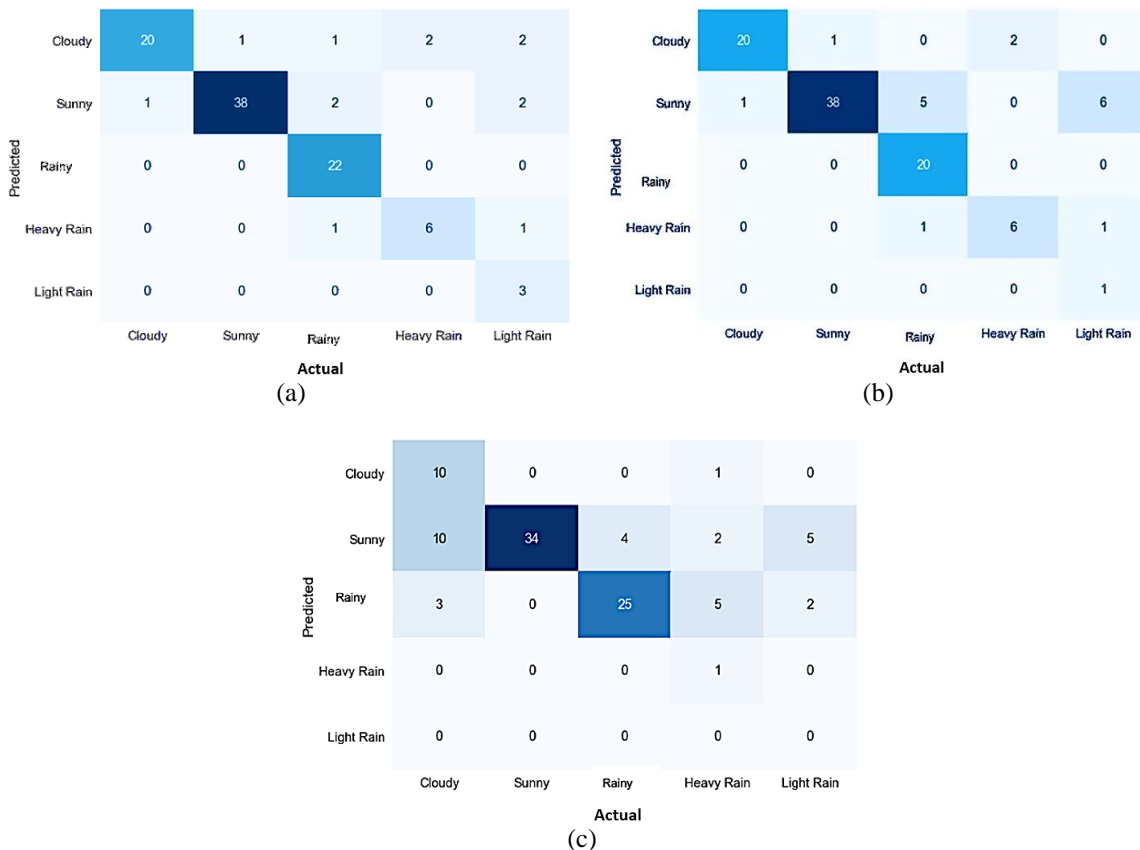 Cloudy 20 1 1 2 2
Sunny 1 38 2 0 2
Rainy 0 0 22 0 0
Heavy Rain 0 0 1 6 1
Light Rain 0 0 0 0 3
Predicted
Cloudy Sunny Rainy Heavy Rain Light Rain
Actual
(a)
Cloudy 20 1 0 2 0
Sunny 1 38 5 0 6
Rainy 0 0 20 0 0
Heavy Rain 0 0 1 6 1
Light Rain 0 0 0 0 1
Predicted
Cloudy Sunny Rainy Heavy Rain Light Rain
Actual
(b)
Cloudy 10 0 0 1 0
Sunny 10 34 4 2 5
Rainy 3 0 25 5 2
Heavy Rain 0 0 0 1 0
Light Rain 0 0 0 0 0
Predicted
Cloudy Sunny Rainy Heavy Rain Light Rain
Actual
(c)